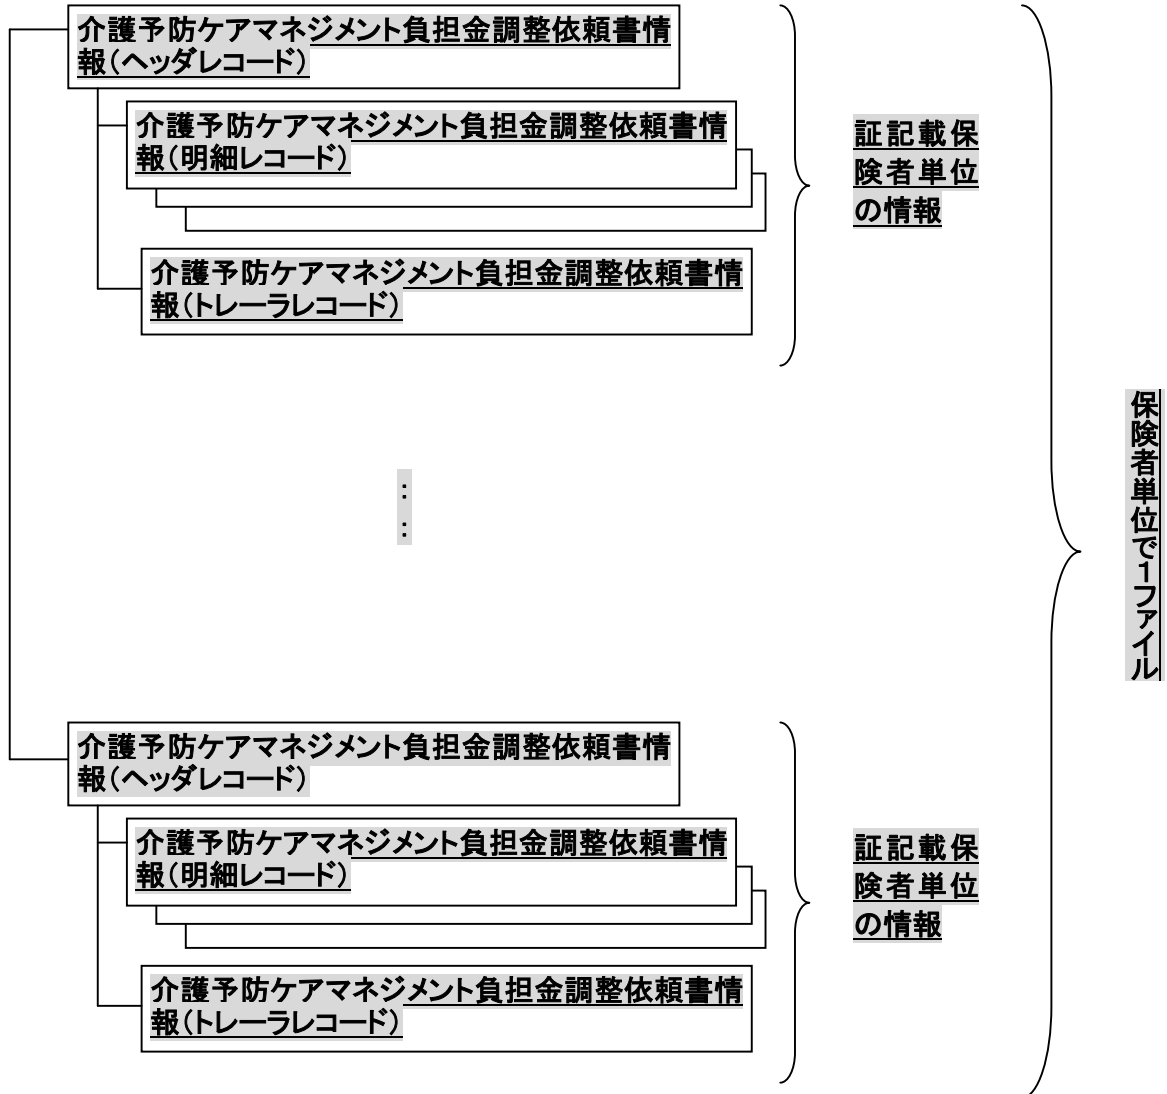 介護予防ケアマネジメント負担金調整依頼書情
報(ヘッダレコード)
介護予防ケアマネジメント負担金調整依頼書情
報(明細レコード)
介護予防ケアマネジメント負担金調整依頼書情
報(トレーラレコード)
証記載保
険者単位
の情報
:
:
保険者単位で1ファイル
介護予防ケアマネジメント負担金調整依頼書情
報(ヘッダレコード)
介護予防ケアマネジメント負担金調整依頼書情
報(明細レコード)
介護予防ケアマネジメント負担金調整依頼書情
報(トレーラレコード)
証記載保
険者単位
の情報